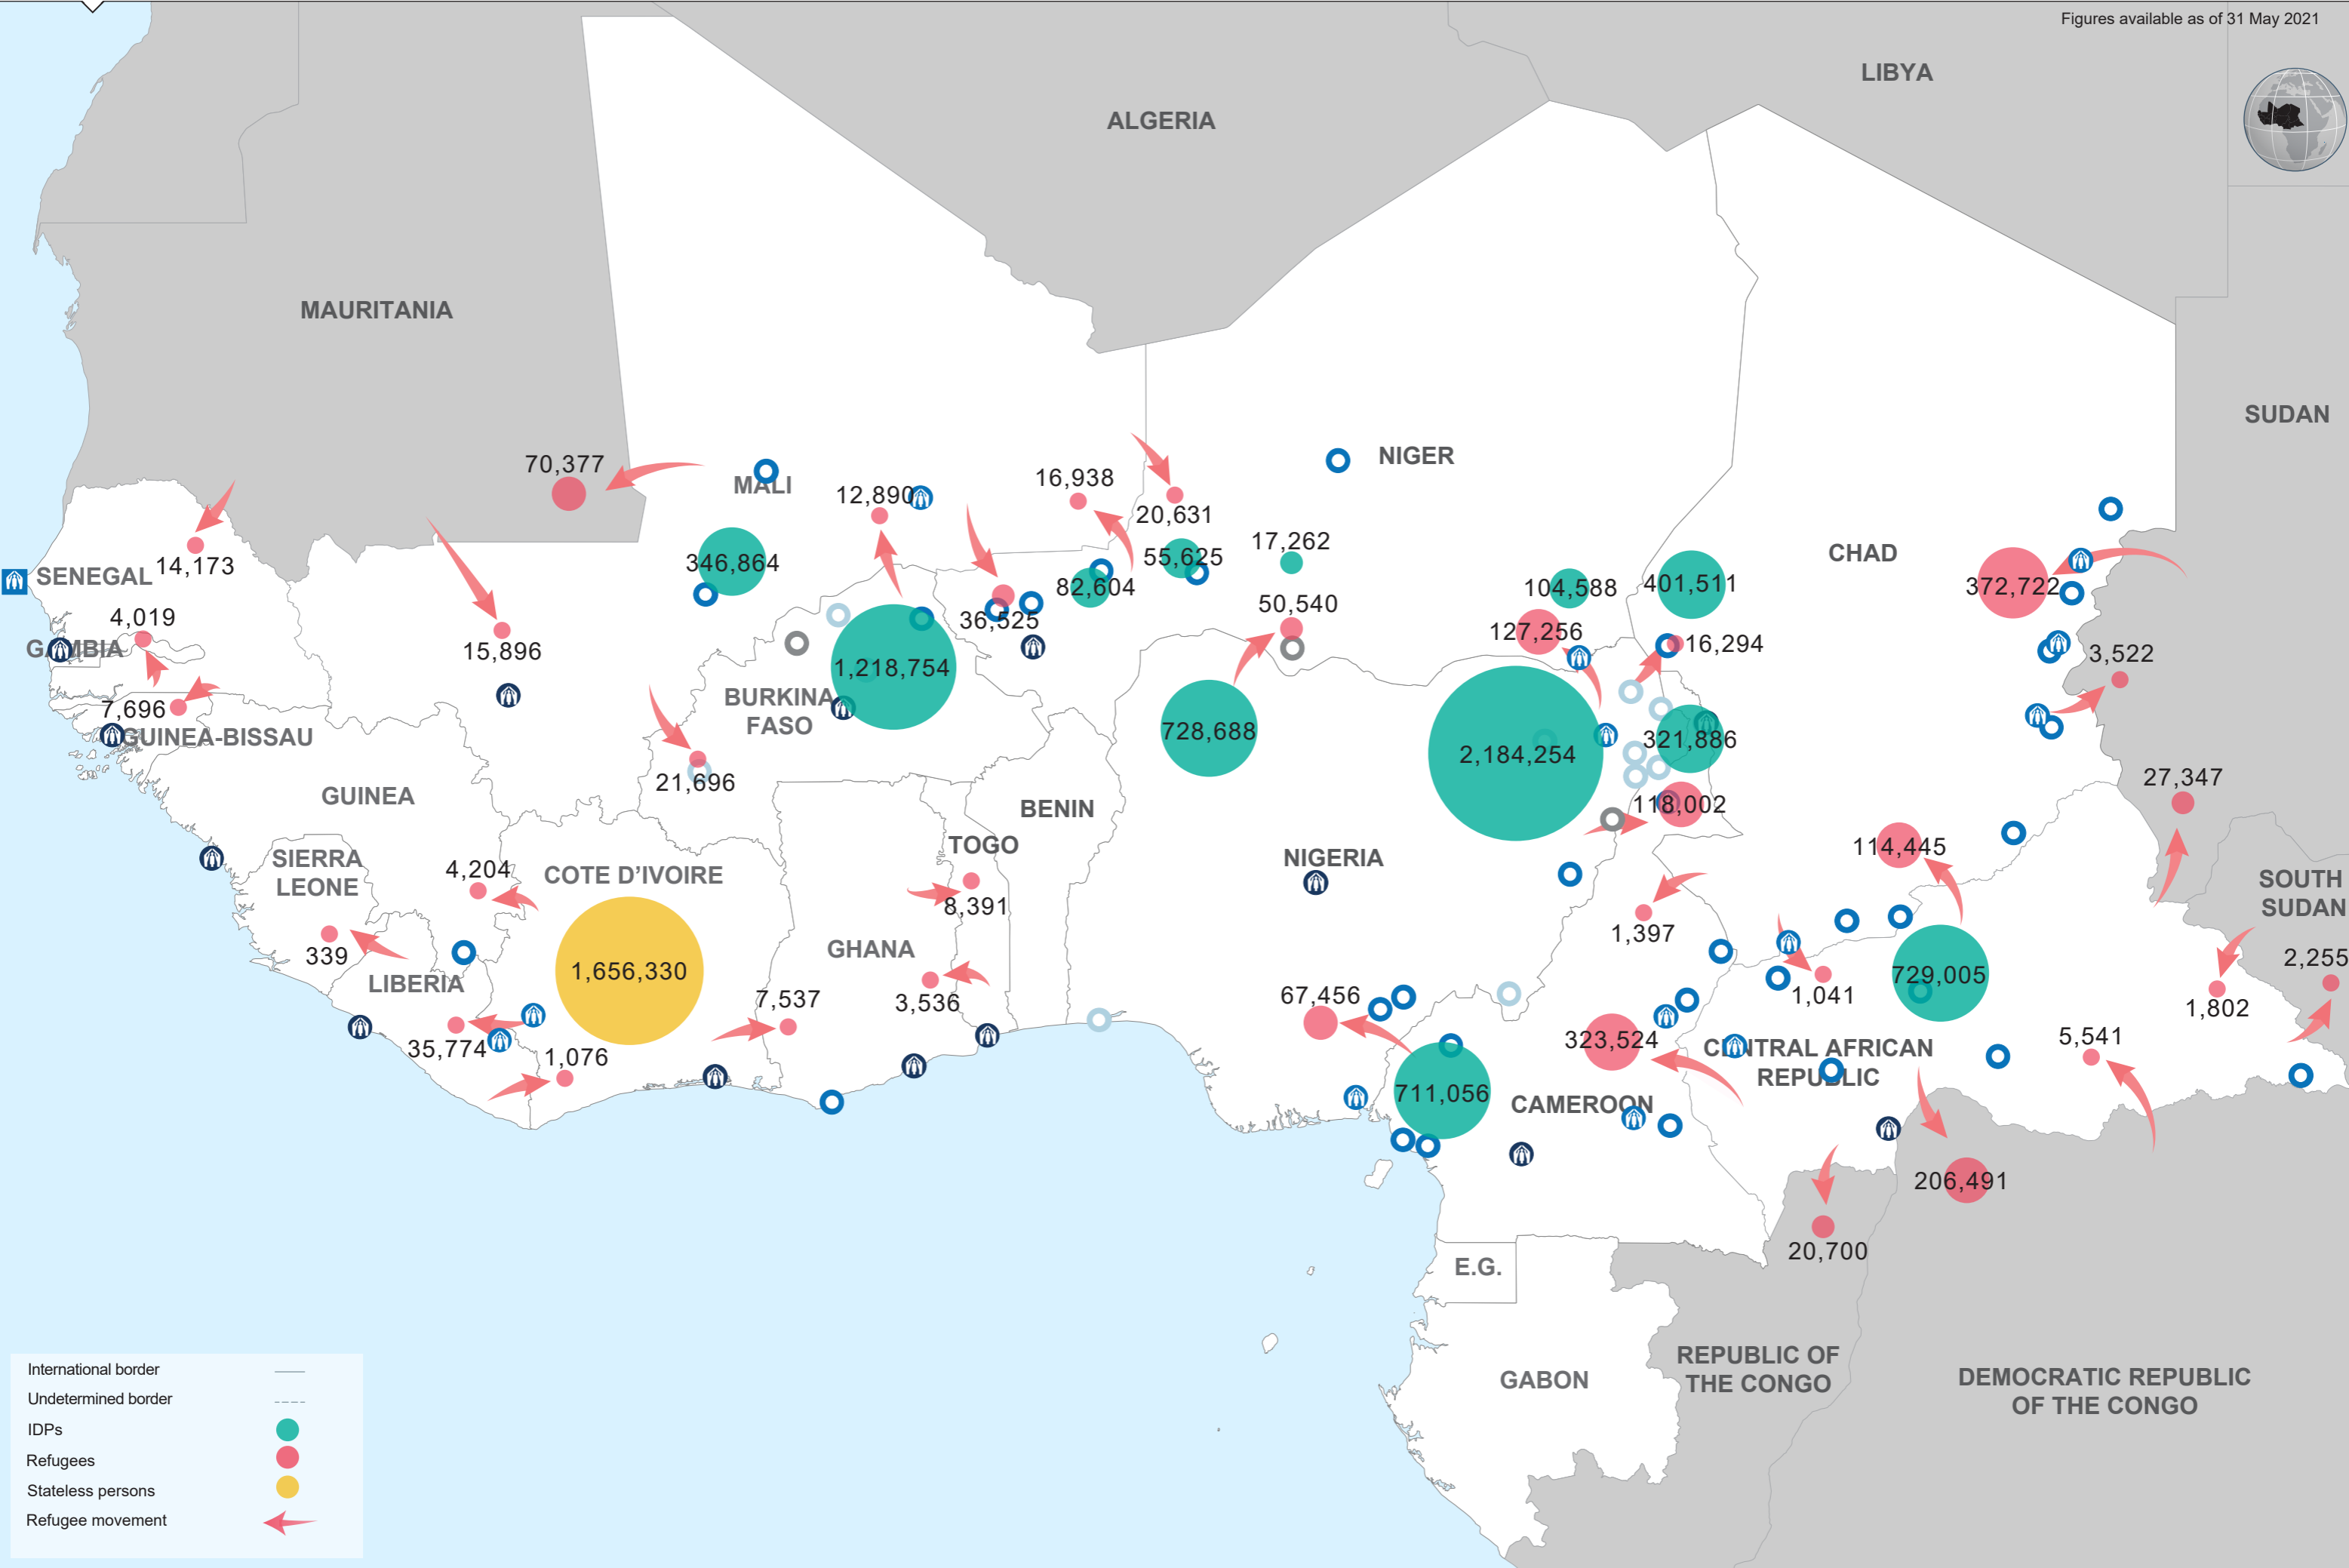 Figures available as of 31 May 2021
LIBYA
ALGERIA
MAURITANIA
SUDAN
NIGER
70,377
MALI
16,938
12,890
20,631
17,262
CHAD
346,864
55,625
14,173
SENEGAL
82,604
104,588
401,511
372,722
4,019
36,525
50,540
127,256
16,294
GAMBIA
15,896
3,522
1,218,754
7,696
BURKINA
FASO
GUINEA-BISSAU
728,688
2,184,254
321,886
21,696
27,347
GUINEA
BENIN
118,002
TOGO
114,445
SIERRA
LEONE
4,204
COTE D’IVOIRE
NIGERIA
SOUTH
SUDAN
8,391
1,397
339
GHANA
LIBERIA
1,656,330
729,005
2,255
7,537
3,536
67,456
1,041
1,802
35,774
1,076
323,524
CENTRAL AFRICAN
REPUBLIC
5,541
711,056
CAMEROON
206,491
20,700
E.G.
GABON
REPUBLIC OF
THE CONGO
DEMOCRATIC REPUBLIC
OF THE CONGO
International border
Undetermined border
IDPs
Refugees
Stateless persons
Refugee movement